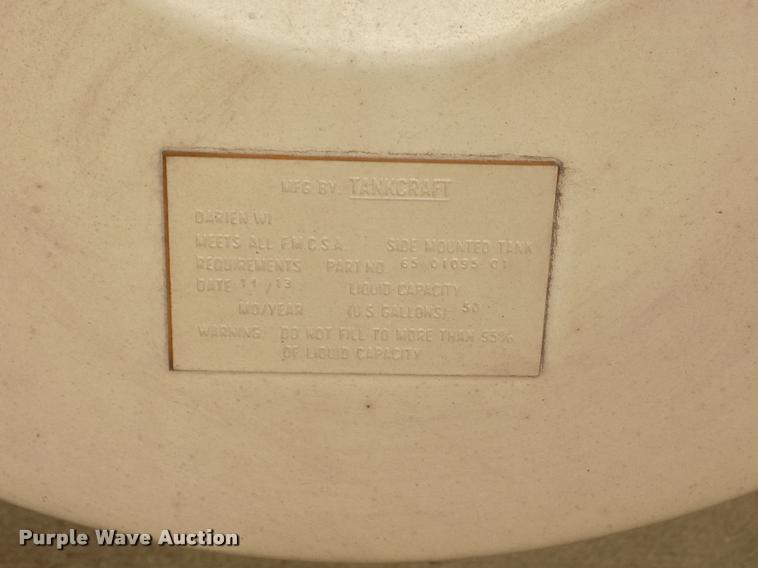 MFG BY. TANKCRAFT
DARIEN WI
MEETS ALL F.M.C.S.A. SIDE MOUNTED TANK
REQUIREMENTS PART NO. 65 01095 01
DATE 11 / 13 LIQUID CAPACITY
MO/YEAR (U.S. GALLONS) 50
WARNING: DO NOT FILL TO MORE THAN 95%
OF LIQUID CAPACITY
Purple Wave Auction